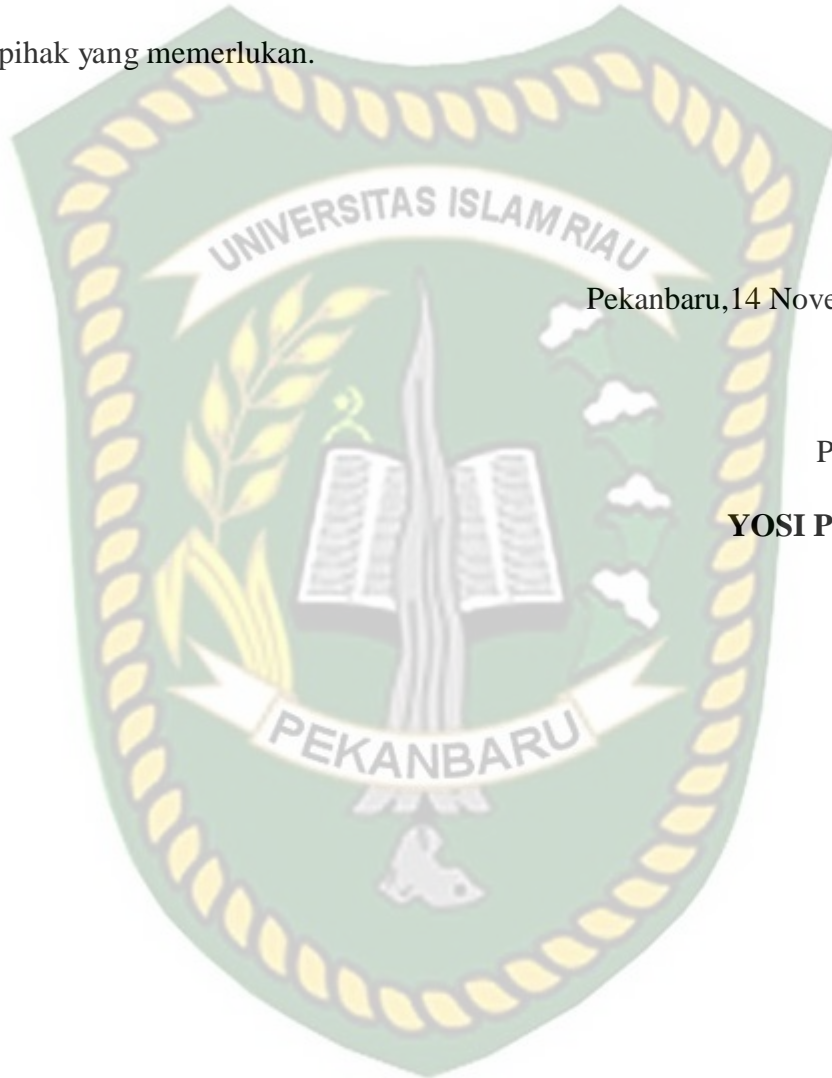 pihak yang memerlukan.
UNIVERSITAS ISLAM RIAU
Pekanbaru,14 Nove
P
YOSI P
PEKANBARU